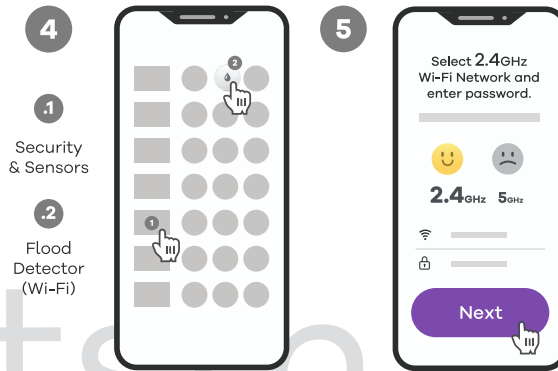 4
.1
Security
& Sensors
.2
Flood
Detector
(Wi-Fi)
2
1
5
Select 2.4GHz
Wi-Fi Network and
enter password.
2.4GHz 5GHz
Next